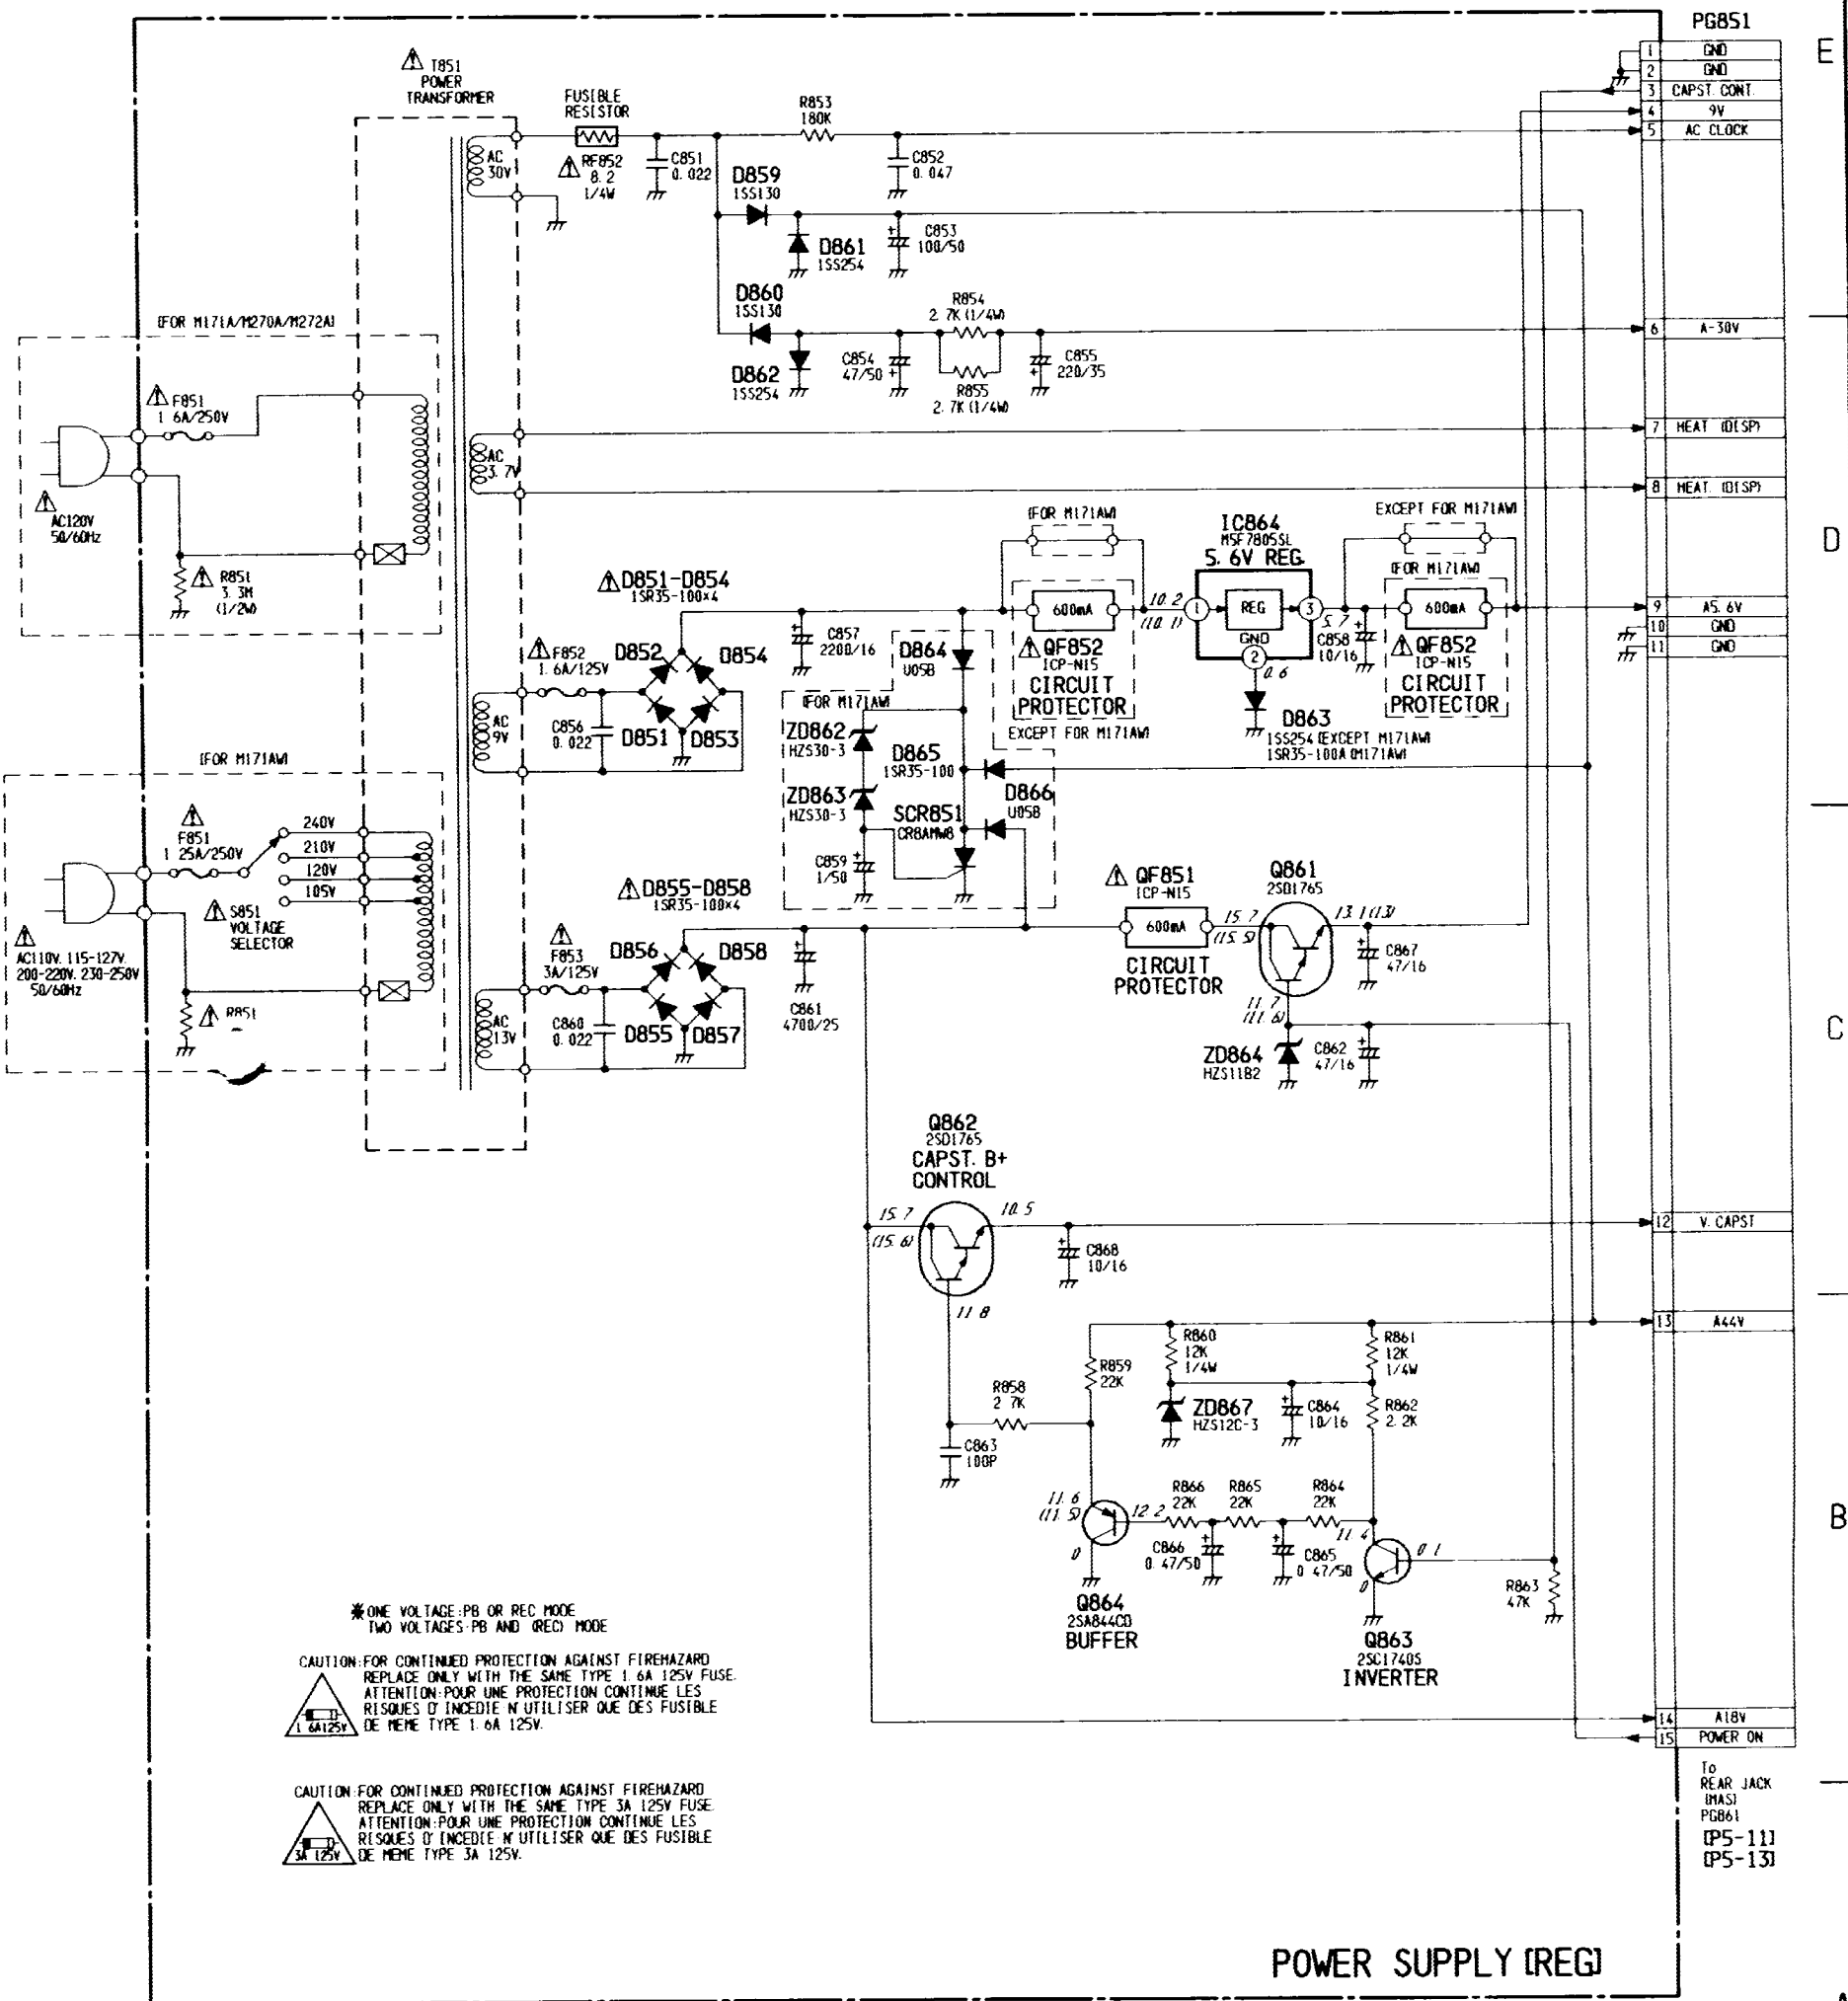 PG851
E
1 GND
2 GND
3 CAPST. CONT.
4 9V
5 AC CLOCK
6 A-30V
7 HEAT. (DISP)
8 HEAT. (DISP)
9 A5.6V
10 GND
11 GND
12 V. CAPST
13 A44V
14 A18V
15 POWER ON
To
REAR JACK
PG861
[P5-11]
[P5-13]
D
C
B
T851
POWER
TRANSFORMER
FUSIBLE
RESISTOR
RF852
8.2
1/4W
AC
30V
C851
0.022
R853
180K
C852
0.047
D859
1SS130
D861
1SS254
C853
100/50
D860
1SS130
D862
1SS254
C854
47/50
R854
2.7K (1/4W)
R855
2.7K (1/4W)
C855
220/35
[FOR M171A/M270A/M272A]
F851
1.6A/250V
AC120V
50/60Hz
R851
3.3M
(1/2W)
AC
3.7V
D851-D854
1SR35-100×4
F852
1.6A/125V
D852
D854
D851
D853
C856
0.022
AC
9V
C857
2200/16
D864
U05B
[FOR M171AW]
QF852
ICP-N15
600mA
CIRCUIT
PROTECTOR
EXCEPT FOR M171AW]
10.2
(10.1)
IC864
M5F7805SL
5.6V REG.
1
REG
3
GND
2
5.7
0.6
C858
10/16
EXCEPT FOR M171AW]
[FOR M171AW]
600mA
QF852
ICP-N15
CIRCUIT
PROTECTOR
D863
1SS254 (EXCEPT M171AW)
1SR35-100A (M171AW)
[FOR M171AW]
ZD862
HZS30-3
ZD863
HZS30-3
D865
1SR35-100
D866
U05B
SCR851
CR8AMW8
C859
1/50
[FOR M171AW]
F851
1.25A/250V
240V
210V
120V
105V
S851
VOLTAGE
SELECTOR
AC110V. 115-127V.
200-220V. 230-250V
50/60Hz
R851
D855-D858
1SR35-100×4
F853
3A/125V
D856
D858
D855
D857
C860
0.022
AC
13V
C861
4700/25
QF851
ICP-N15
600mA
CIRCUIT
PROTECTOR
15.7
(15.5)
Q861
2SD1765
13.1 (13)
C867
47/16
11.7
(11.6)
ZD864
HZS11B2
C862
47/16
Q862
2SD1765
CAPST. B+
CONTROL
15.7
(15.6)
10.5
11.8
C868
10/16
R858
2.7K
C863
100P
R859
22K
R860
12K
1/4W
R861
12K
1/4W
ZD867
HZS12C-3
C864
10/16
R862
2.2K
11.6
(11.5)
12.2
0
R866
22K
R865
22K
R864
22K
C866
0.47/50
C865
0.47/50
11.4
0.1
0
R863
47K
Q864
2SA844CD
BUFFER
Q863
2SC1740S
INVERTER
※ONE VOLTAGE:PB OR REC MODE
TWO VOLTAGES:PB AND (REC) MODE
CAUTION:FOR CONTINUED PROTECTION AGAINST FIREHAZARD
REPLACE ONLY WITH THE SAME TYPE 1.6A 125V FUSE.
ATTENTION:POUR UNE PROTECTION CONTINUE LES
RISQUES D'INCEDIE N'UTILISER QUE DES FUSIBLE
DE MEME TYPE 1.6A 125V.
1.6A125V
CAUTION:FOR CONTINUED PROTECTION AGAINST FIREHAZARD
REPLACE ONLY WITH THE SAME TYPE 3A 125V FUSE.
ATTENTION:POUR UNE PROTECTION CONTINUE LES
RISQUES D'INCEDIE N'UTILISER QUE DES FUSIBLE
DE MEME TYPE 3A 125V.
3A 125V
POWER SUPPLY [REG]